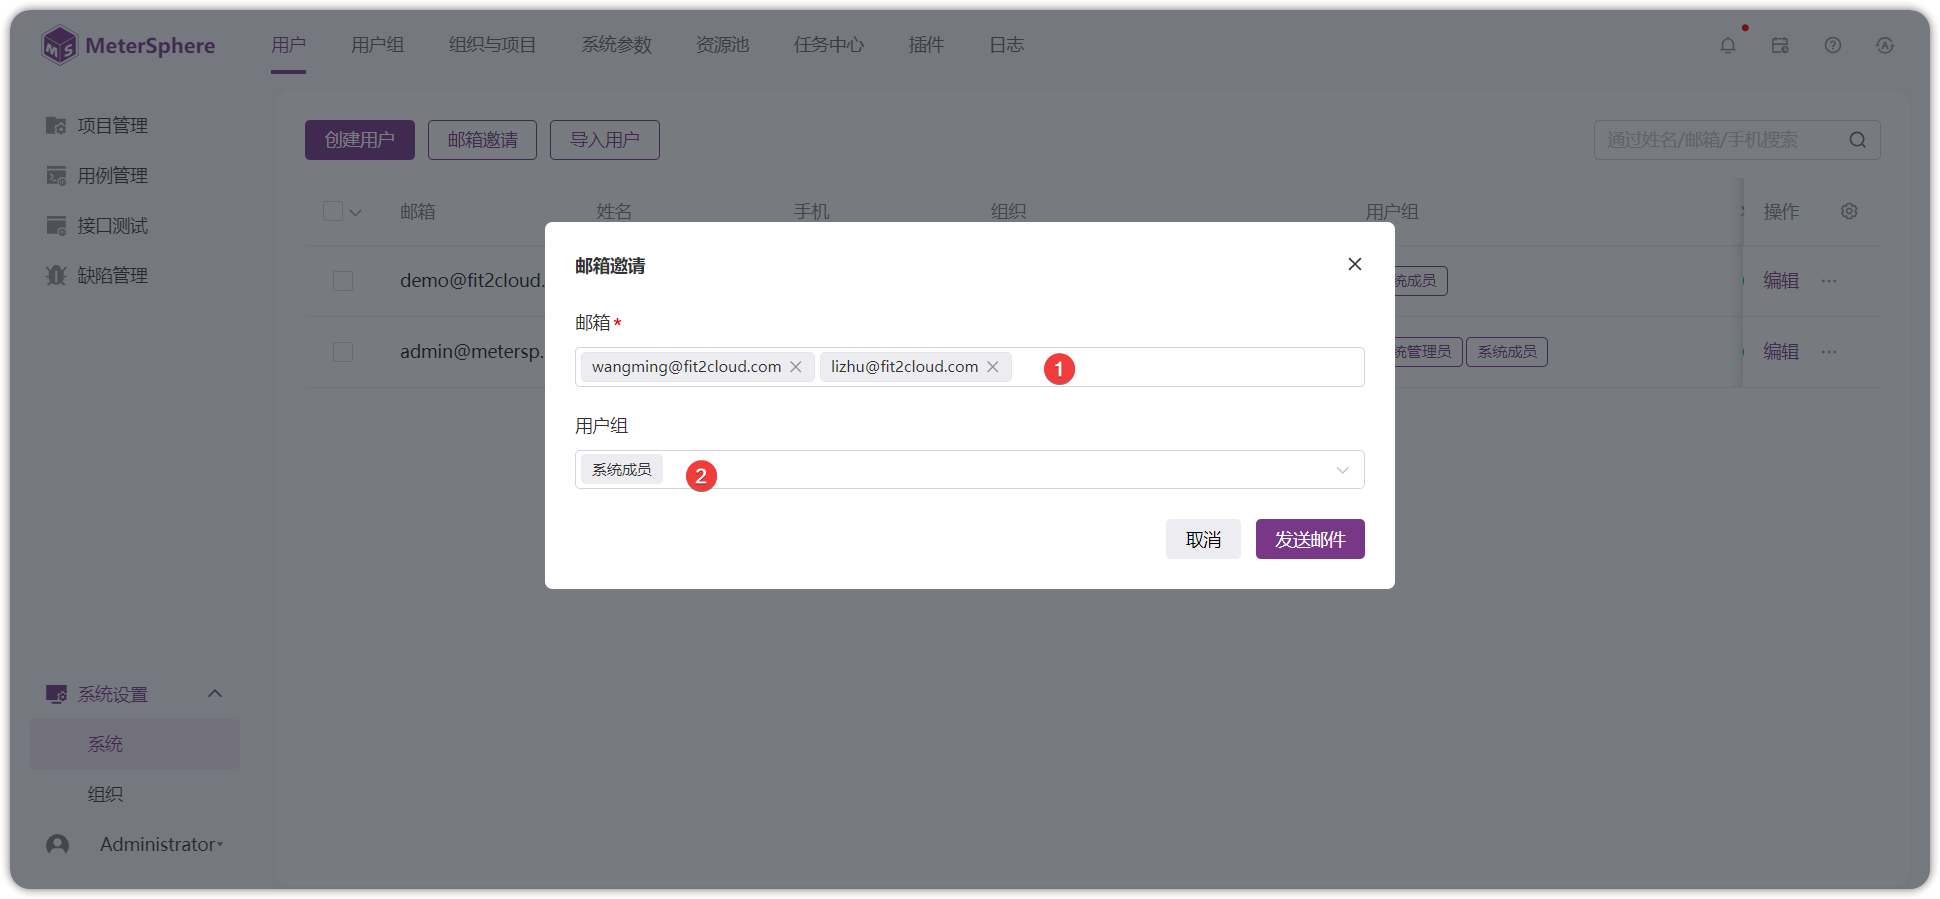 MeterSphere
用户 用户组 组织与项目 系统参数 资源池 任务中心 插件 日志
项目管理
用例管理
接口测试
缺陷管理
创建用户 邮箱邀请 导入用户 通过姓名/邮箱/手机搜索
邮箱 姓名 手机 组织 用户组 操作
demo@fit2cloud. 统成员 编辑 ···
admin@metersp. 统管理员 系统成员 编辑 ···
邮箱邀请
邮箱*
wangming@fit2cloud.com lizhu@fit2cloud.com 1
用户组
系统成员 2
取消 发送邮件
系统设置
系统
组织
Administrator